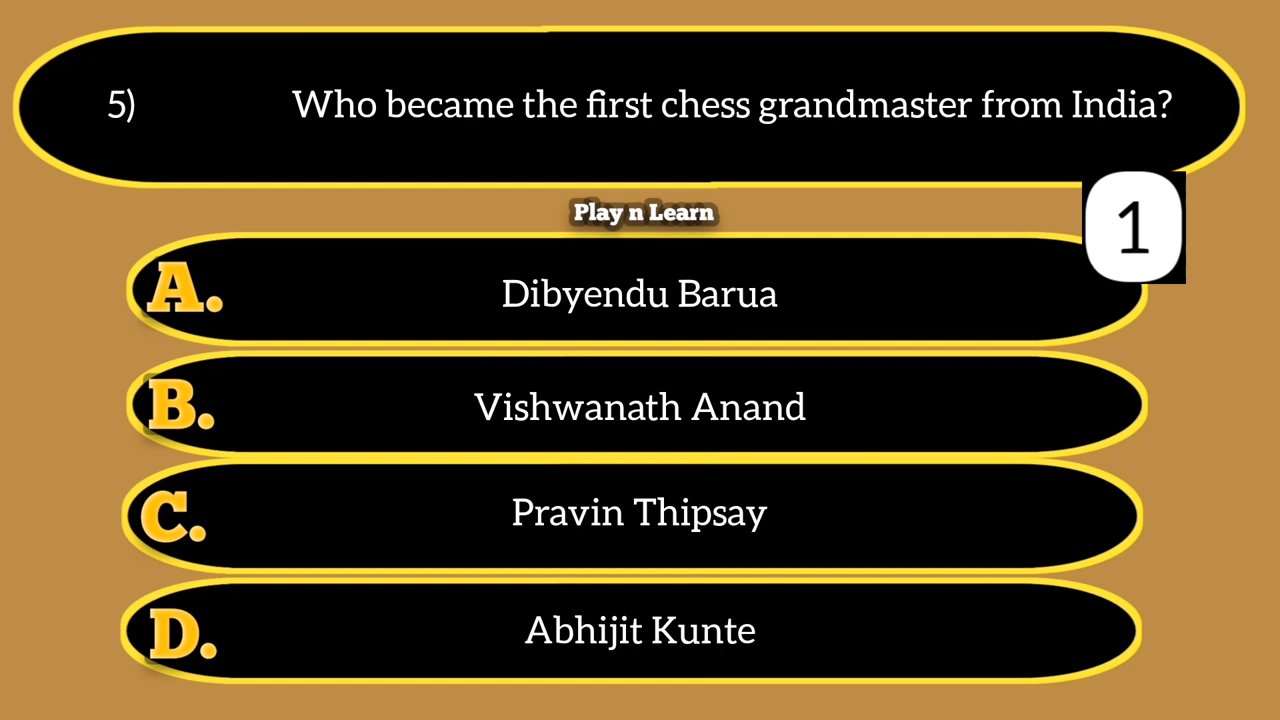 5) Who became the first chess grandmaster from India?
Play n Learn
1
A. Dibyendu Barua
B. Vishwanath Anand
C. Pravin Thipsay
D. Abhijit Kunte